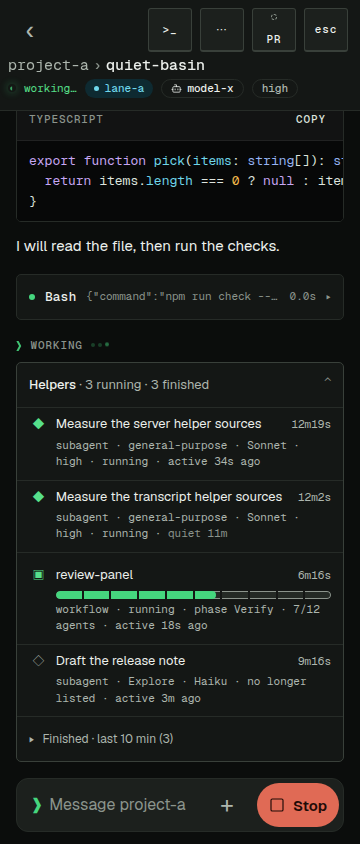 >_
PR
esc
project-a › quiet-basin
working…
lane-a
model-x
high
TYPESCRIPT
COPY
export function pick(items: string[]):
return items.length === 0 ? null :
}
I will read the file, then run the checks.
Bash {"command":"npm run check --… 0.0s
WORKING
Helpers · 3 running · 3 finished
Measure the server helper sources 12m19s
subagent · general-purpose · Sonnet ·
high · running · active 34s ago
Measure the transcript helper sources 12m2s
subagent · general-purpose · Sonnet ·
high · running · quiet 11m
review-panel 6m16s
workflow · running · phase Verify · 7/12
agents · active 18s ago
Draft the release note 9m16s
subagent · Explore · Haiku · no longer
listed · active 3m ago
Finished · last 10 min (3)
Message project-a
Stop